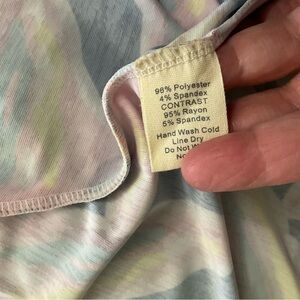 96% Polyester
4% Spandex
CONTRAST
95% Rayon
5% Spandex
Hand Wash Cold
Line Dry
Do Not